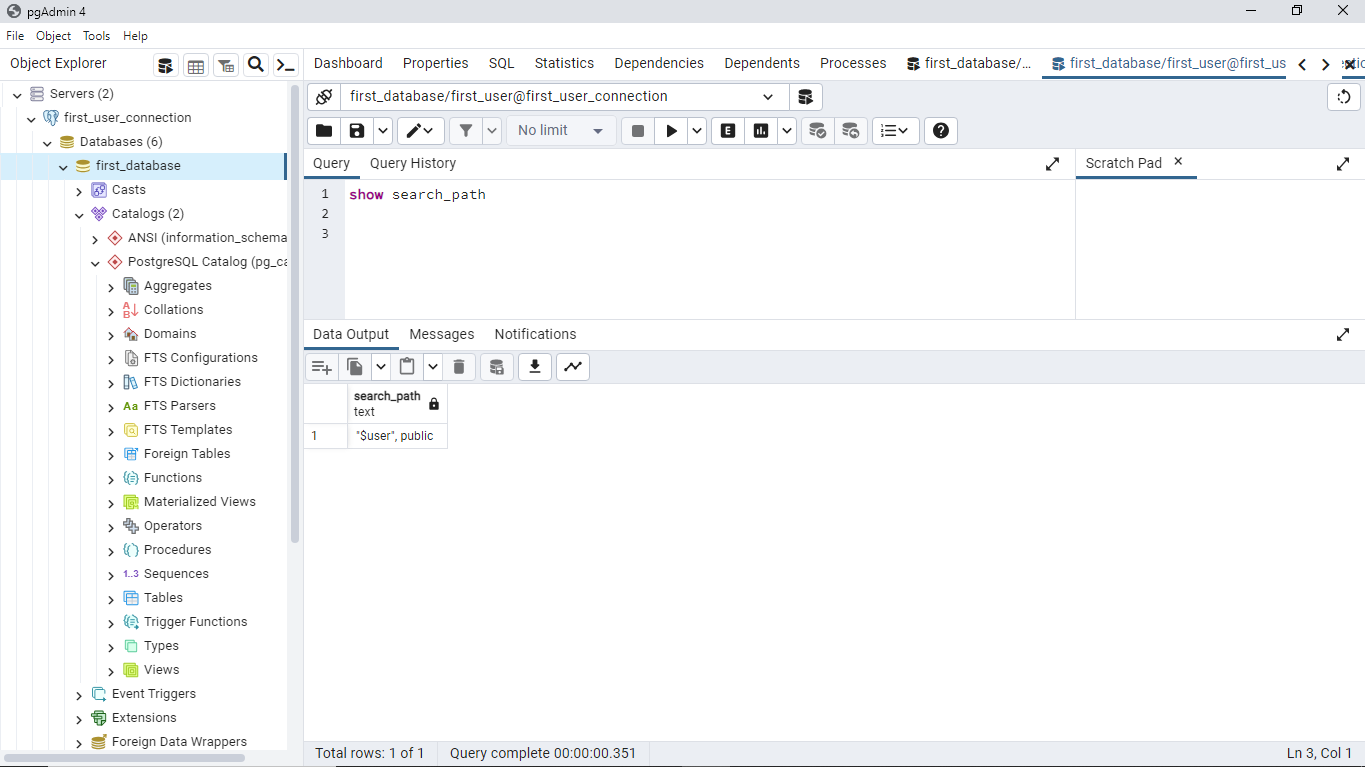 pgAdmin 4
File Object Tools Help
Object Explorer
Dashboard Properties SQL Statistics Dependencies Dependents Processes first_database/... first_database/first_user@first_us
Servers (2)
first_user_connection
Databases (6)
first_database
Casts
Catalogs (2)
ANSI (information_schema
PostgreSQL Catalog (pg_ca
Aggregates
Collations
Domains
FTS Configurations
FTS Dictionaries
Aa FTS Parsers
FTS Templates
Foreign Tables
Functions
Materialized Views
Operators
Procedures
1..3 Sequences
Tables
Trigger Functions
Types
Views
Event Triggers
Extensions
Foreign Data Wrappers
first_database/first_user@first_user_connection
No limit
E
Query Query History
Scratch Pad
1 show search_path
2
3
Data Output Messages Notifications
search_path
text
1 "$user", public
Total rows: 1 of 1 Query complete 00:00:00.351 Ln 3, Col 1